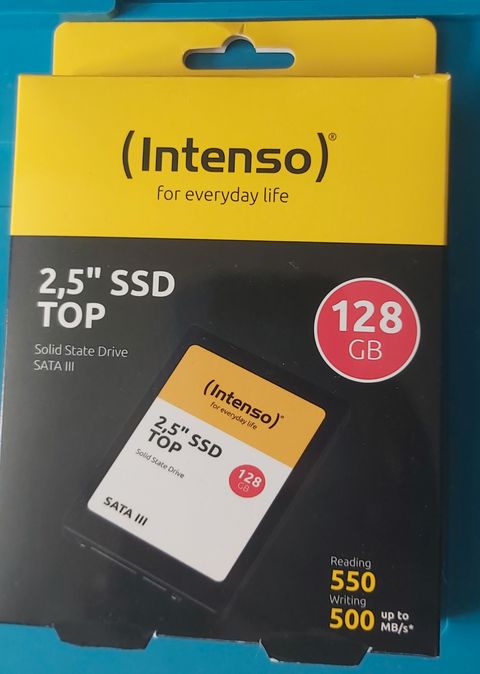 (Intenso)®
for everyday life
2,5" SSD
TOP
Solid State Drive
SATA III
128
GB
(Intenso)®
for everyday life
2,5" SSD
TOP
Solid State Drive
128
GB
SATA III
Reading
550
Writing
500 up to MB/s*